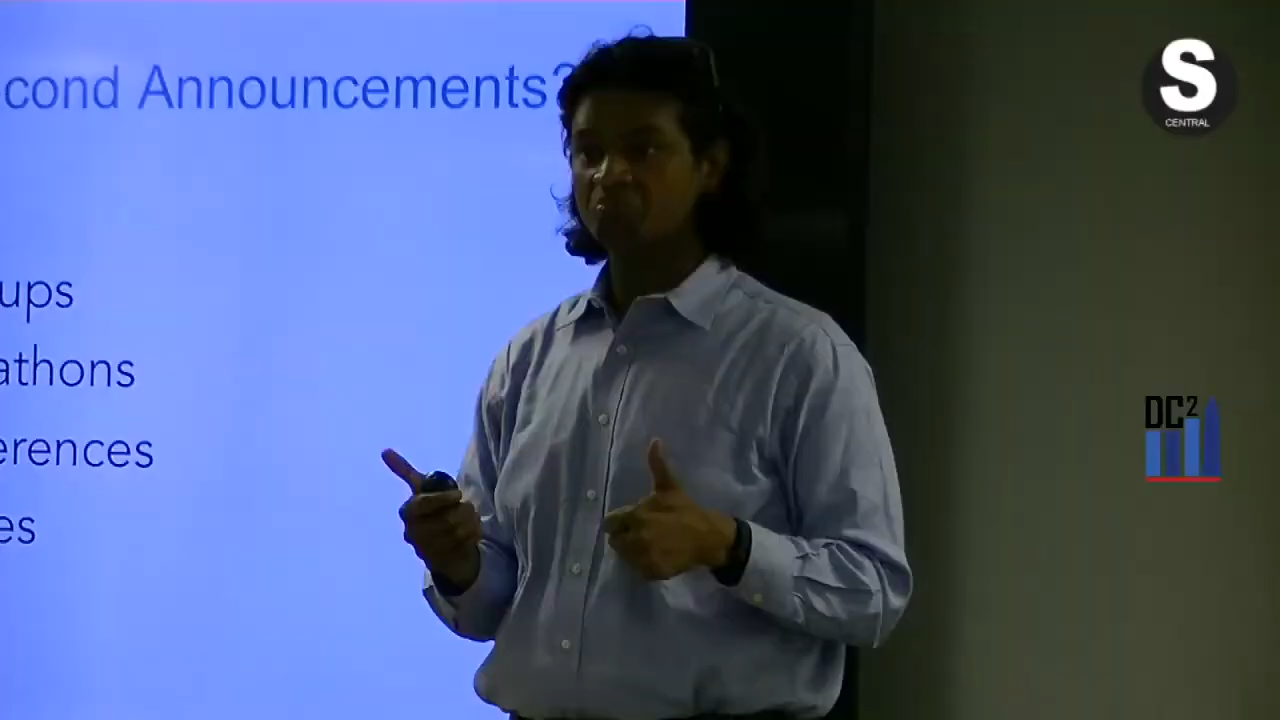 cond Announcements?
ups
athons
erences
es
S
CENTRAL
DC²